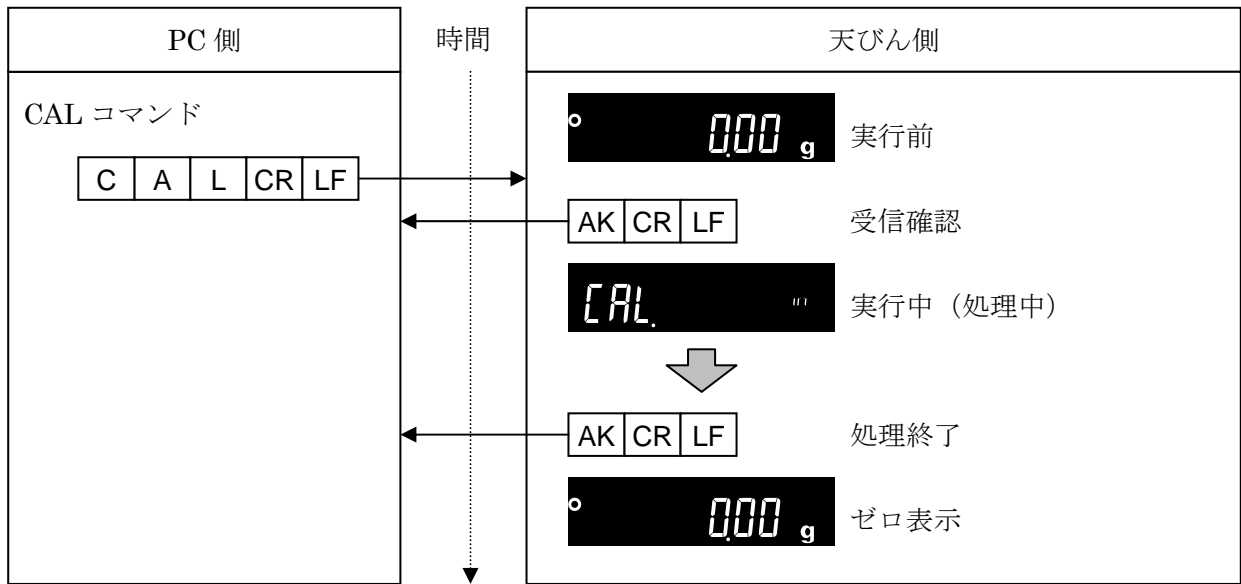 PC 側 時間 天びん側
CAL コマンド
0.00 g 実行前
C A L CR LF
AK CR LF 受信確認
CAL. 実行中（処理中）
AK CR LF 処理終了
0.00 g ゼロ表示